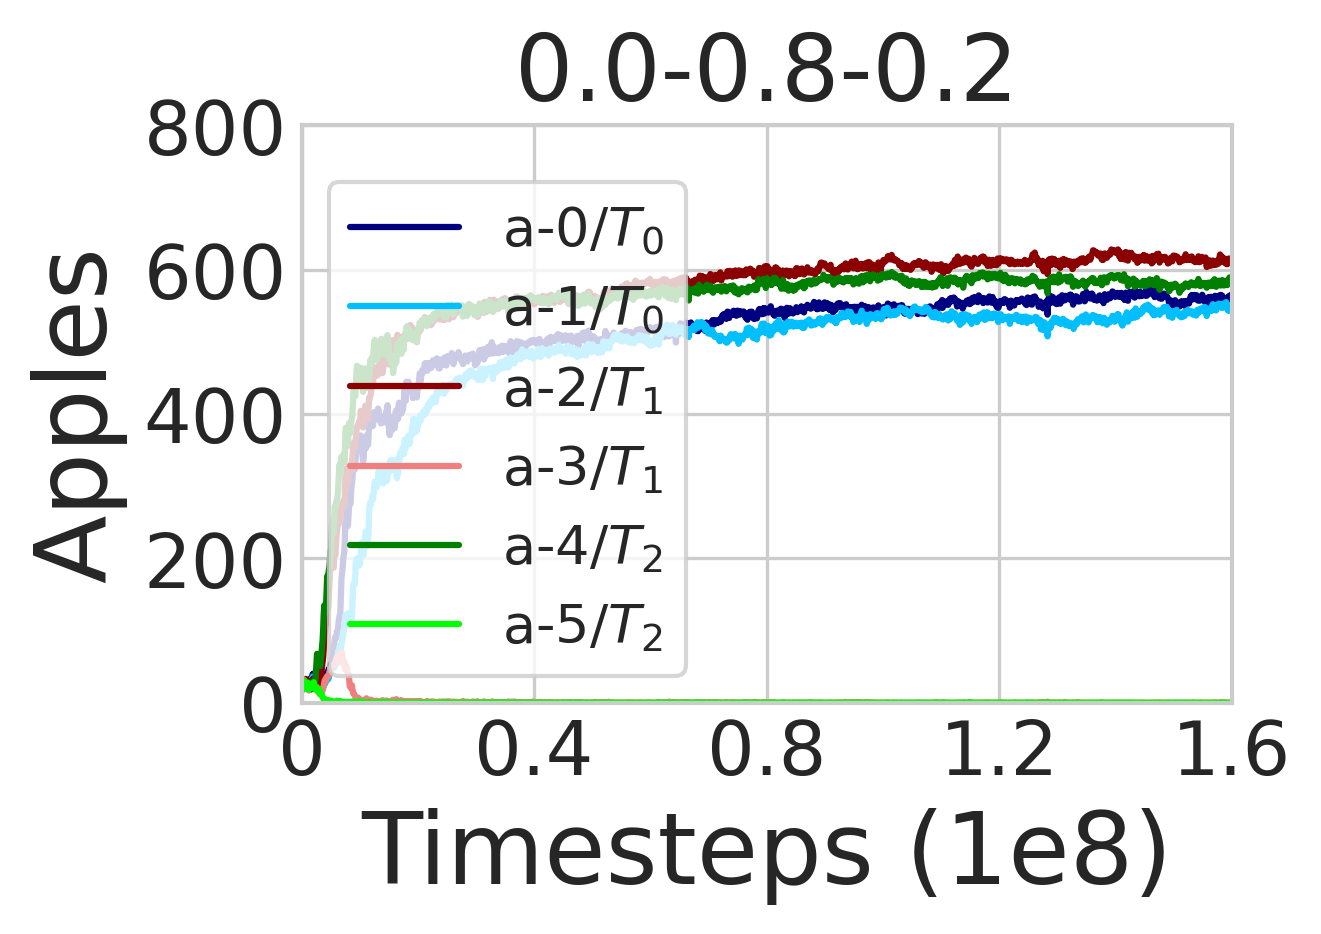 0.0-0.8-0.2
800
600
400
200
0
Apples
a-0/T₀
a-1/T₀
a-2/T₁
a-3/T₁
a-4/T₂
a-5/T₂
0 0.4 0.8 1.2 1.6
Timesteps (1e8)